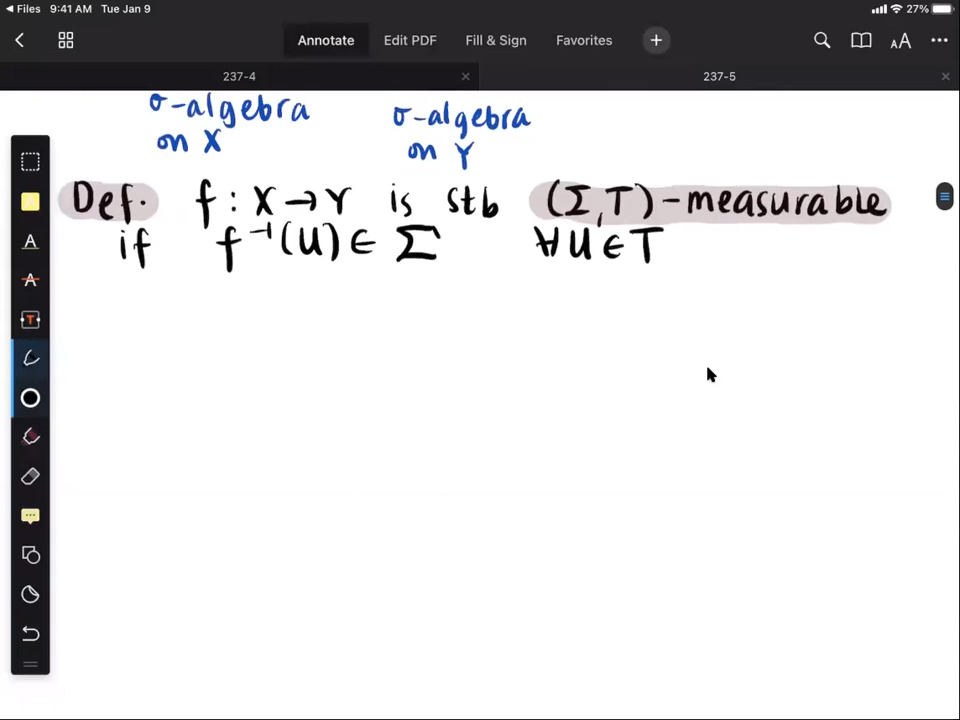 Files 9:41 AM Tue Jan 9 27%
Annotate Edit PDF Fill & Sign Favorites AA
237-4 237-5
σ-algebra σ-algebra
on X on Y
Def. f : X → Y is stb (Σ,T)-measurable
if f⁻¹(U) ∈ Σ ∀U ∈ T
A
A
A
T